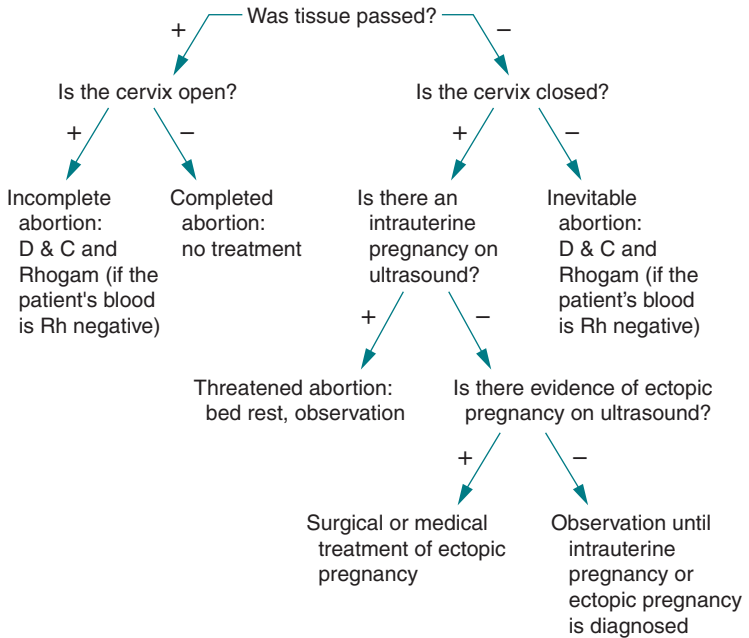 Was tissue passed?
+
−
Is the cervix open?
Is the cervix closed?
+
−
+
−
Incomplete
abortion:
D & C and
Rhogam (if the
patient's blood
is Rh negative)
Completed
abortion:
no treatment
Is there an
intrauterine
pregnancy on
ultrasound?
Inevitable
abortion:
D & C and
Rhogam (if the
patient’s blood
is Rh negative)
+
−
Threatened abortion:
bed rest, observation
Is there evidence of ectopic
pregnancy on ultrasound?
+
−
Surgical or medical
treatment of ectopic
pregnancy
Observation until
intrauterine
pregnancy or
ectopic pregnancy
is diagnosed